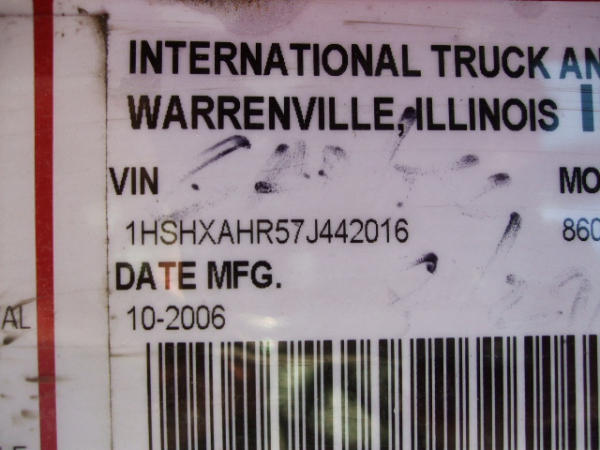 INTERNATIONAL TRUCK AN
WARRENVILLE, ILLINOIS
VIN MO
1HSHXAHR57J442016 860
DATE MFG.
AL 10-2006